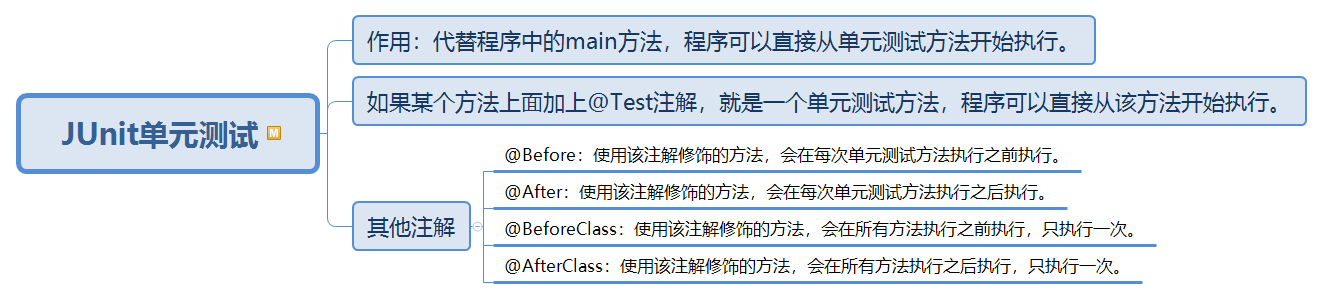 作用：代替程序中的main方法，程序可以直接从单元测试方法开始执行。
如果某个方法上面加上@Test注解，就是一个单元测试方法，程序可以直接从该方法开始执行。
JUnit单元测试 M
@Before：使用该注解修饰的方法，会在每次单元测试方法执行之前执行。
@After：使用该注解修饰的方法，会在每次单元测试方法执行之后执行。
其他注解
@BeforeClass：使用该注解修饰的方法，会在所有方法执行之前执行，只执行一次。
@AfterClass：使用该注解修饰的方法，会在所有方法执行之后执行，只执行一次。